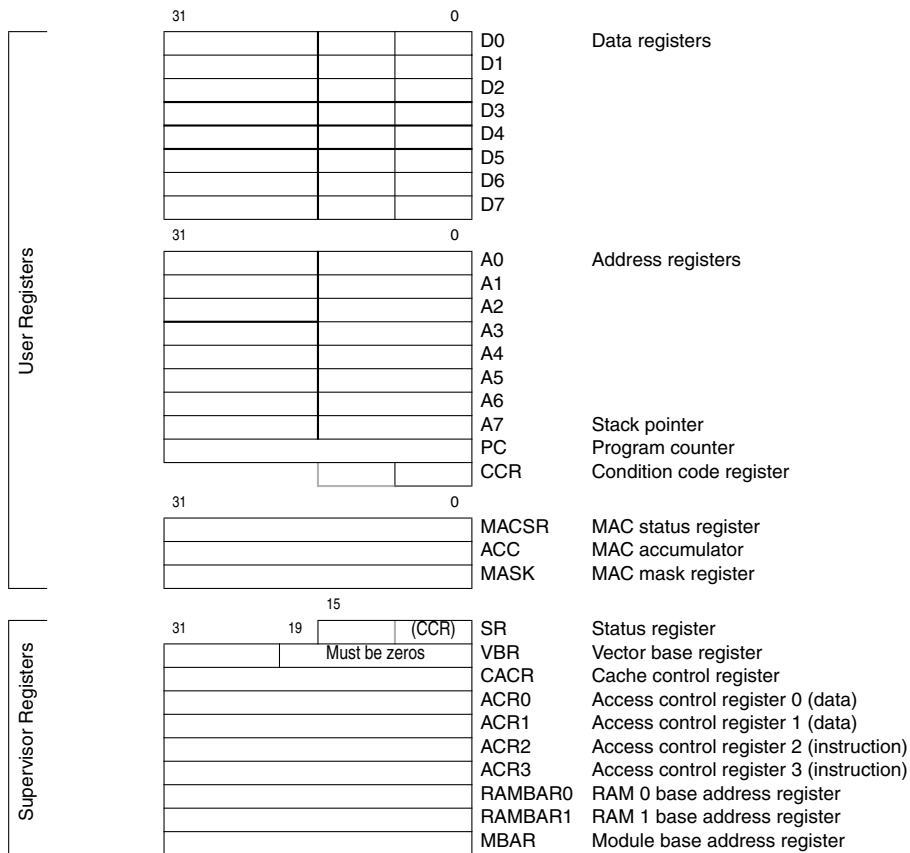 31 0
D0 Data registers
D1
D2
D3
D4
D5
D6
D7
31 0
A0 Address registers
A1
A2
A3
A4
A5
A6
A7 Stack pointer
PC Program counter
CCR Condition code register
31 0
MACSR MAC status register
ACC MAC accumulator
MASK MAC mask register
User Registers
15
31 19 (CCR) SR Status register
Must be zeros VBR Vector base register
CACR Cache control register
ACR0 Access control register 0 (data)
ACR1 Access control register 1 (data)
ACR2 Access control register 2 (instruction)
ACR3 Access control register 3 (instruction)
RAMBAR0 RAM 0 base address register
RAMBAR1 RAM 1 base address register
MBAR Module base address register
Supervisor Registers